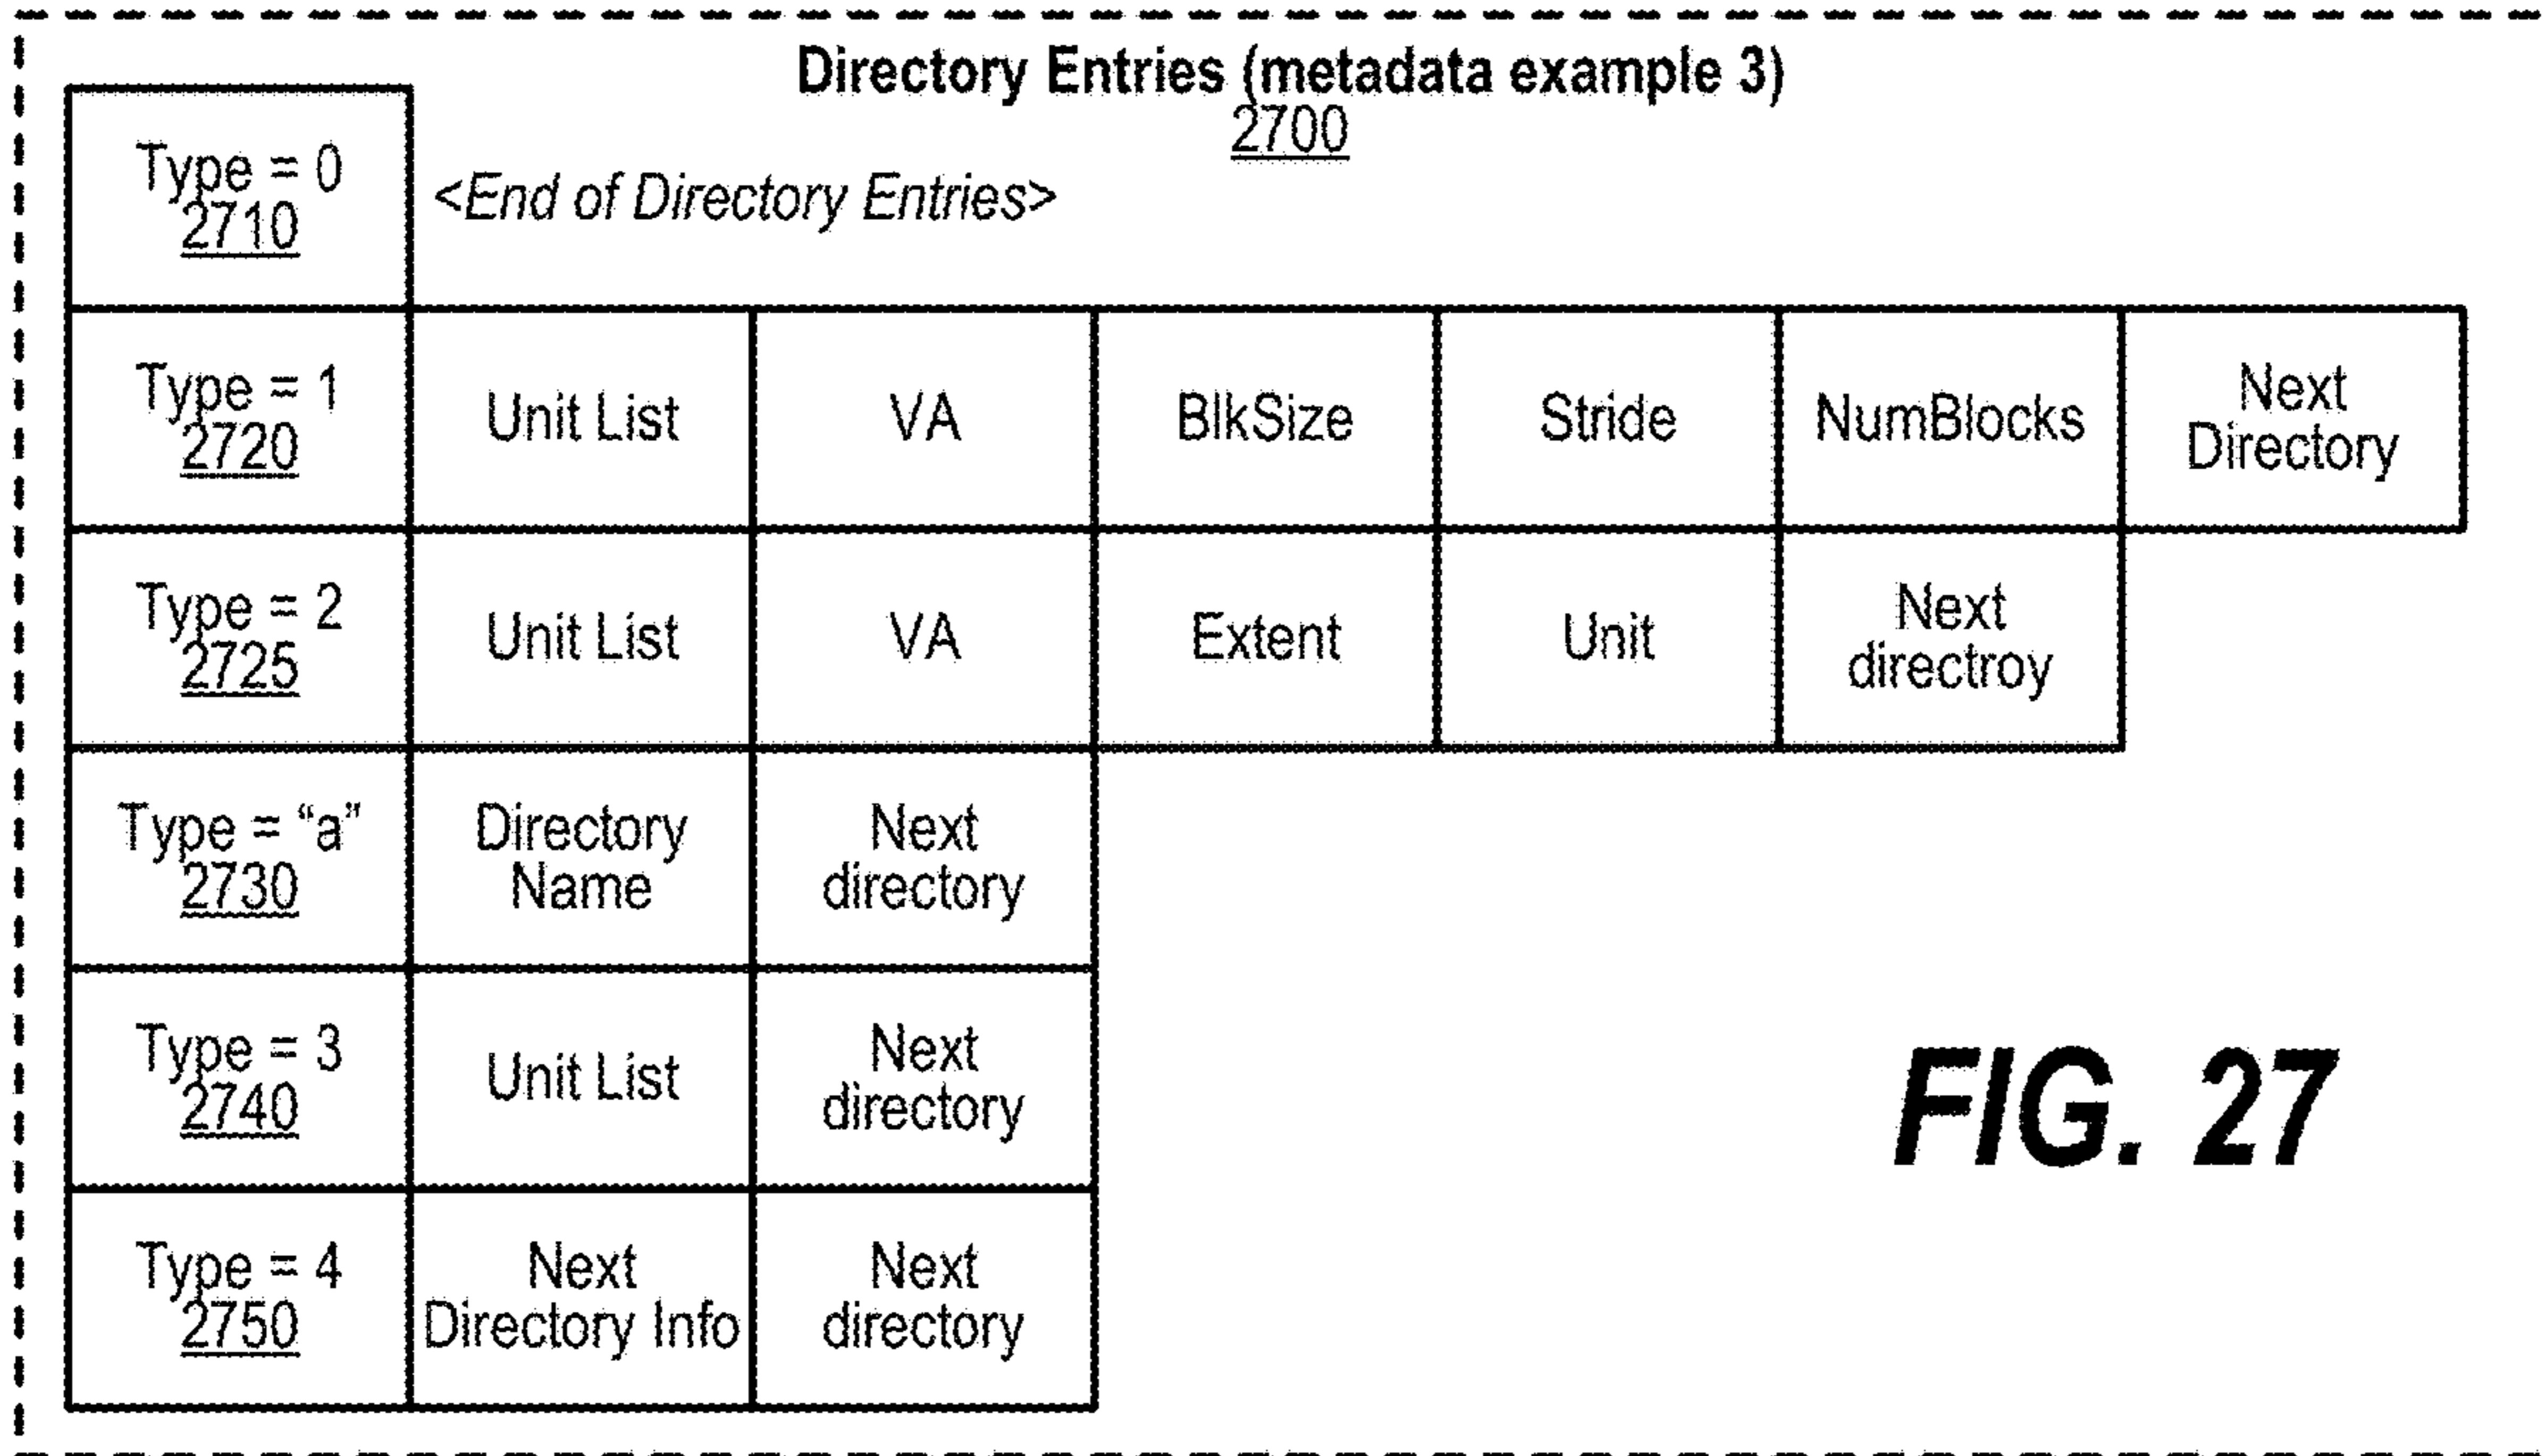 Directory Entries (metadata example 3)
2700
Type = 0
2710
<End of Directory Entries>
Type = 1
2720
Unit List
VA
BlkSize
Stride
NumBlocks
Next
Directory
Type = 2
2725
Unit List
VA
Extent
Unit
Next
directroy
Type = “a”
2730
Directory
Name
Next
directory
Type = 3
2740
Unit List
Next
directory
Type = 4
2750
Next
Directory Info
Next
directory
FIG. 27